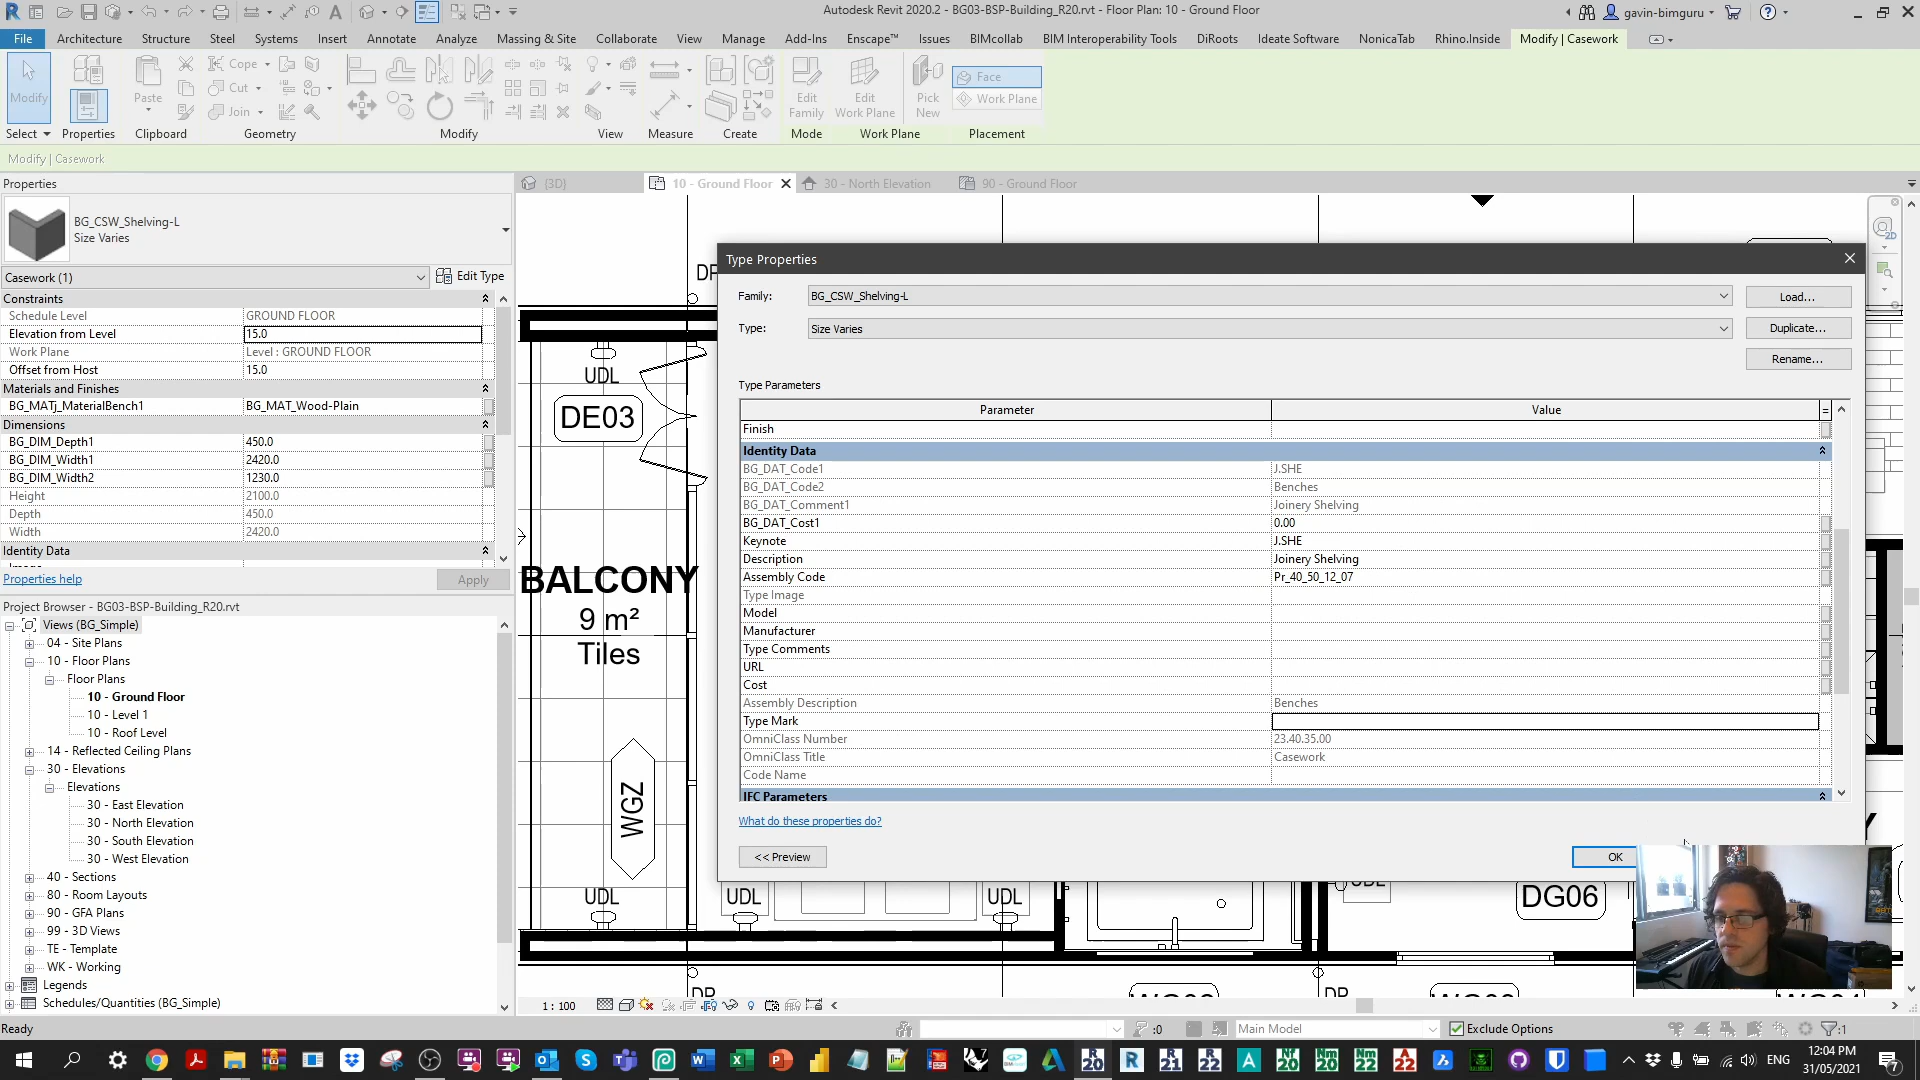 Autodesk Revit 2020.2 - BG03-BSP-Building_R20.rvt - Floor Plan: 10 - Ground Floor
gavin-bimguru
File Architecture Structure Steel Systems Insert Annotate Analyze Massing & Site Collaborate View Manage Add-Ins Enscape™ Issues BIMcollab BIM Interoperability Tools DiRoots Ideate Software NonicaTab Rhino.Inside Modify | Casework
Modify
Paste
Cope
Cut
Join
Edit Family
Edit Work Plane
Pick New
Face
Work Plane
Select Properties Clipboard Geometry Modify View Measure Create Mode Work Plane Placement
Modify | Casework
Properties
BG_CSW_Shelving-L
Size Varies
Casework (1)
Edit Type
Constraints
Schedule Level GROUND FLOOR
Elevation from Level 15.0
Work Plane Level : GROUND FLOOR
Offset from Host 15.0
Materials and Finishes
BG_MATj_MaterialBench1 BG_MAT_Wood-Plain
Dimensions
BG_DIM_Depth1 450.0
BG_DIM_Width1 2420.0
BG_DIM_Width2 1230.0
Height 2100.0
Depth 450.0
Width 2420.0
Identity Data
Properties help
Apply
Project Browser - BG03-BSP-Building_R20.rvt
Views (BG_Simple)
04 - Site Plans
10 - Floor Plans
Floor Plans
10 - Ground Floor
10 - Level 1
10 - Roof Level
14 - Reflected Ceiling Plans
30 - Elevations
Elevations
30 - East Elevation
30 - North Elevation
30 - South Elevation
30 - West Elevation
40 - Sections
80 - Room Layouts
90 - GFA Plans
99 - 3D Views
TE - Template
WK - Working
Legends
Schedules/Quantities (BG_Simple)
{3D}
10 - Ground Floor
30 - North Elevation
90 - Ground Floor
UDL
DE03
BALCONY
9 m²
Tiles
WGZ
UDL
UDL
UDL
DG06
2D
Type Properties
Family: BG_CSW_Shelving-L Load...
Type: Size Varies Duplicate...
Rename...
Type Parameters
Parameter Value =
Finish
Identity Data
BG_DAT_Code1 J.SHE
BG_DAT_Code2 Benches
BG_DAT_Comment1 Joinery Shelving
BG_DAT_Cost1 0.00
Keynote J.SHE
Description Joinery Shelving
Assembly Code Pr_40_50_12_07
Type Image
Model
Manufacturer
Type Comments
URL
Cost
Assembly Description Benches
Type Mark
OmniClass Number 23.40.35.00
OmniClass Title Casework
Code Name
IFC Parameters
What do these properties do?
<< Preview
OK
1 : 100
Ready
:0
Main Model
Exclude Options
:1
ENG
12:04 PM
31/05/2021